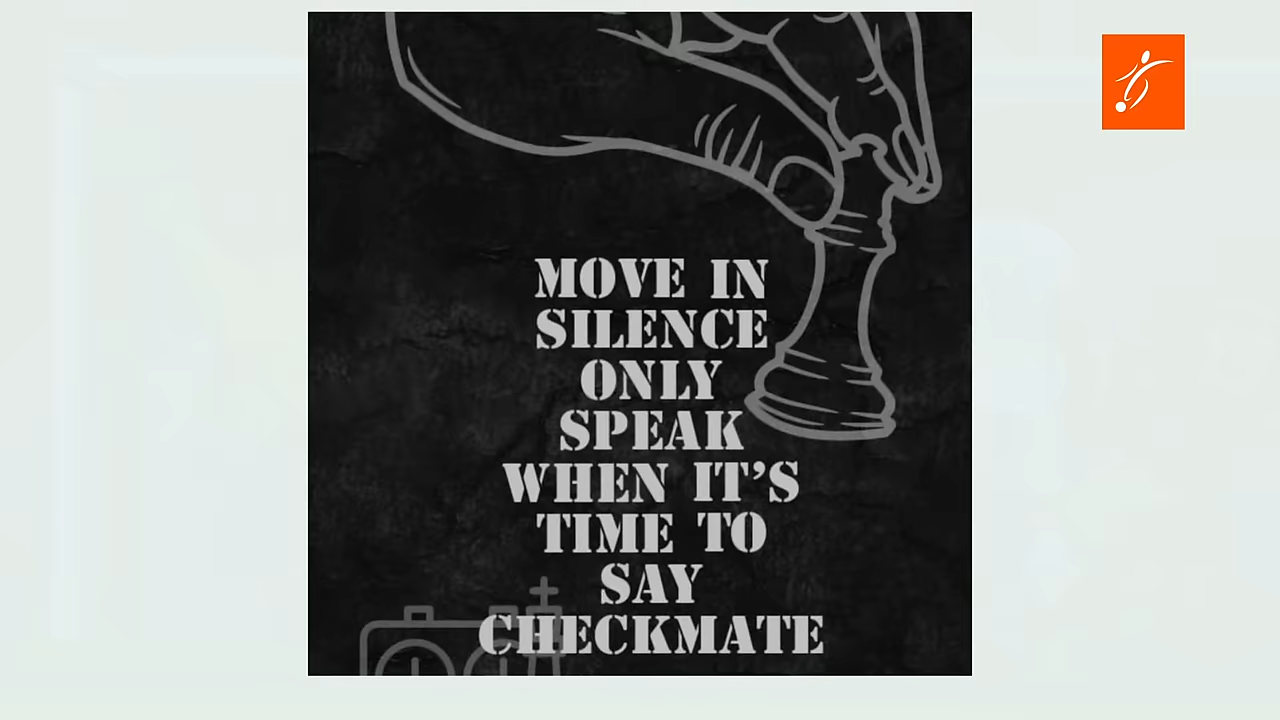 MOVE IN
SILENCE
ONLY
SPEAK
WHEN IT'S
TIME TO
SAY
CHECKMATE